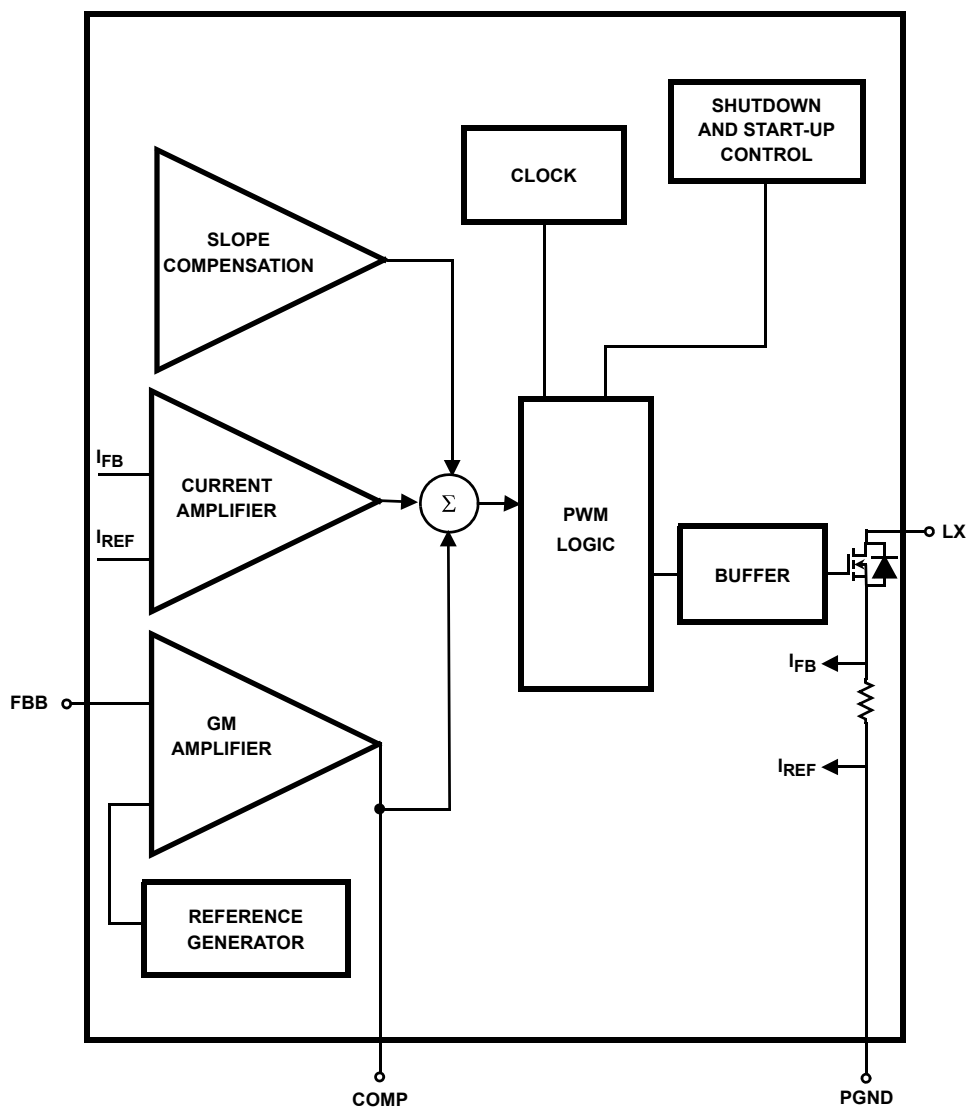 SHUTDOWN
AND START-UP
CONTROL
CLOCK
SLOPE
COMPENSATION
IFB
CURRENT
AMPLIFIER
IREF
Σ
PWM
LOGIC
BUFFER
LX
IFB
IREF
FBB
GM
AMPLIFIER
REFERENCE
GENERATOR
COMP
PGND